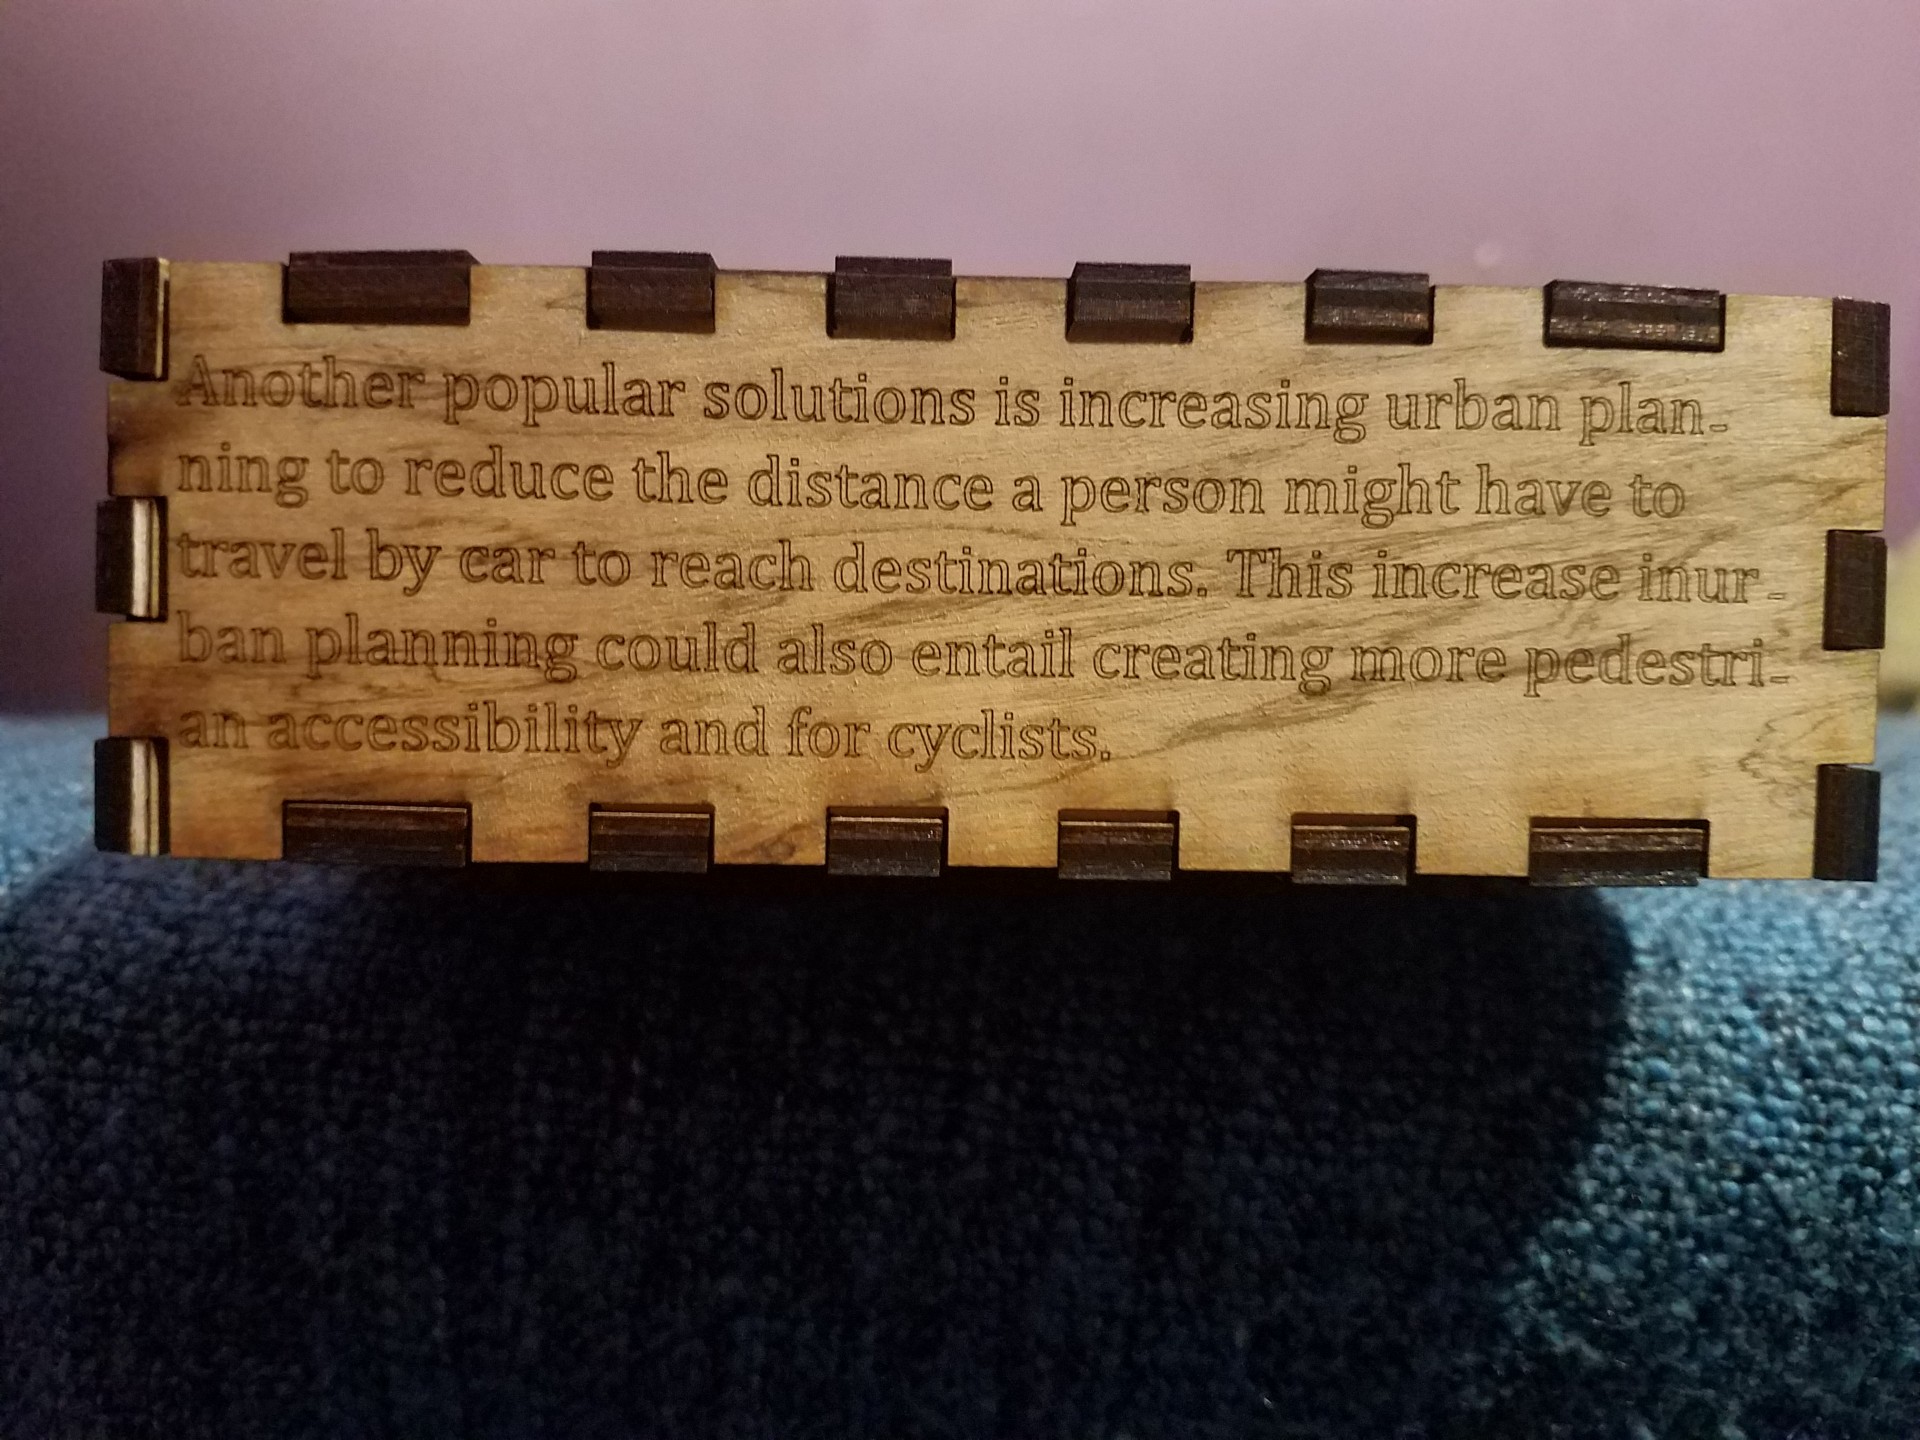 Another popular solutions is increasing urban plan-
ning to reduce the distance a person might have to
travel by car to reach destinations. This increase inur-
ban planning could also entail creating more pedestri-
an accessibility and for cyclists.